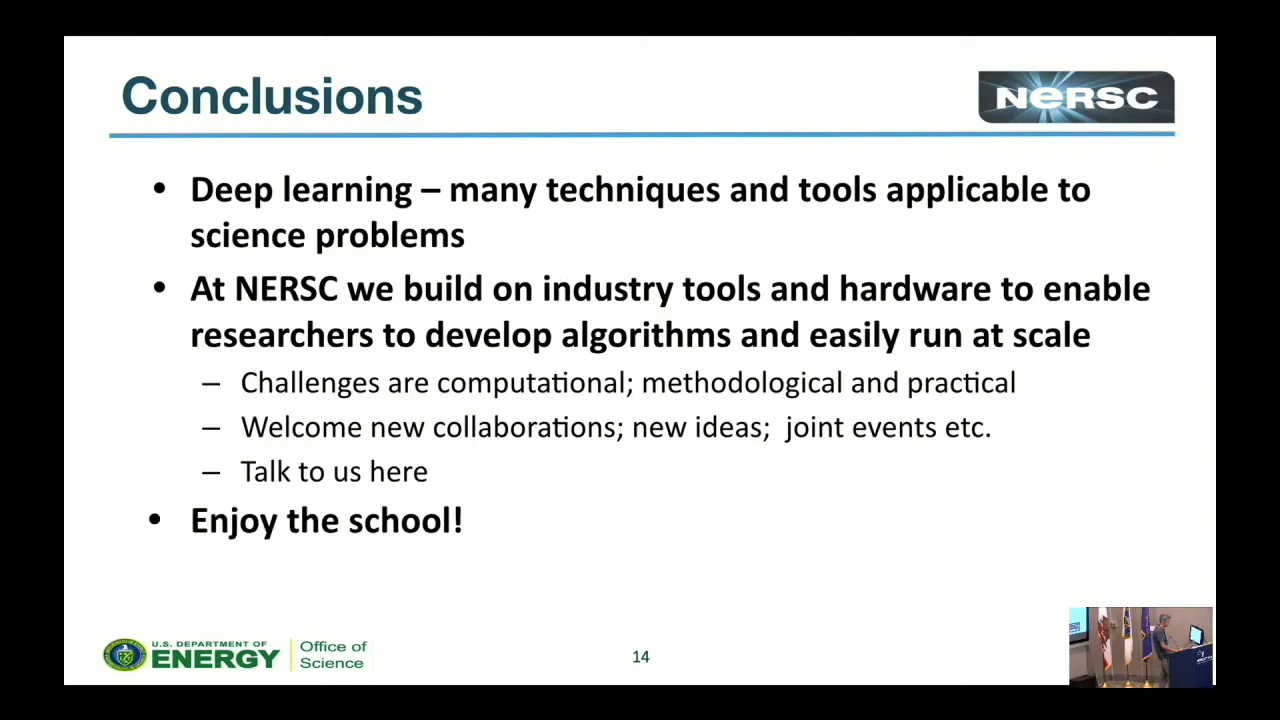 Conclusions
NERSC
• Deep learning – many techniques and tools applicable to
science problems
• At NERSC we build on industry tools and hardware to enable
researchers to develop algorithms and easily run at scale
– Challenges are computational; methodological and practical
– Welcome new collaborations; new ideas; joint events etc.
– Talk to us here
• Enjoy the school!
U.S. DEPARTMENT OF
ENERGY
Office of
Science
14